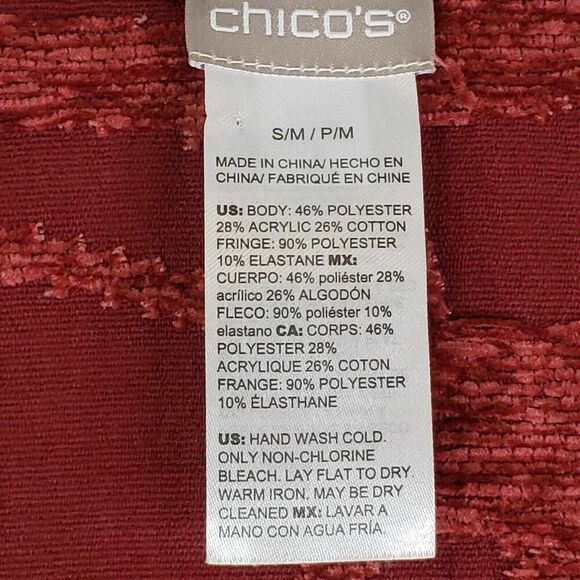 chico's®
S/M / P/M
MADE IN CHINA/ HECHO EN
CHINA/ FABRIQUÉ EN CHINE
US: BODY: 46% POLYESTER
28% ACRYLIC 26% COTTON
FRINGE: 90% POLYESTER
10% ELASTANE MX:
CUERPO: 46% poliéster 28%
acrílico 26% ALGODÓN
FLECO: 90% poliéster 10%
elastano CA: CORPS: 46%
POLYESTER 28%
ACRYLIQUE 26% COTON
FRANGE: 90% POLYESTER
10% ÉLASTHANE
US: HAND WASH COLD.
ONLY NON-CHLORINE
BLEACH. LAY FLAT TO DRY.
WARM IRON. MAY BE DRY
CLEANED MX: LAVAR A
MANO CON AGUA FRÍA.